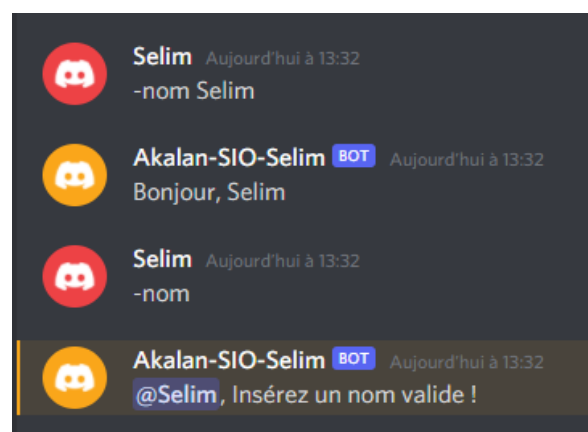 Selim Aujourd'hui à 13:32
-nom Selim
Akalan-SIO-Selim BOT Aujourd'hui à 13:32
Bonjour, Selim
Selim Aujourd'hui à 13:32
-nom
Akalan-SIO-Selim BOT Aujourd'hui à 13:32
@Selim, Insérez un nom valide !